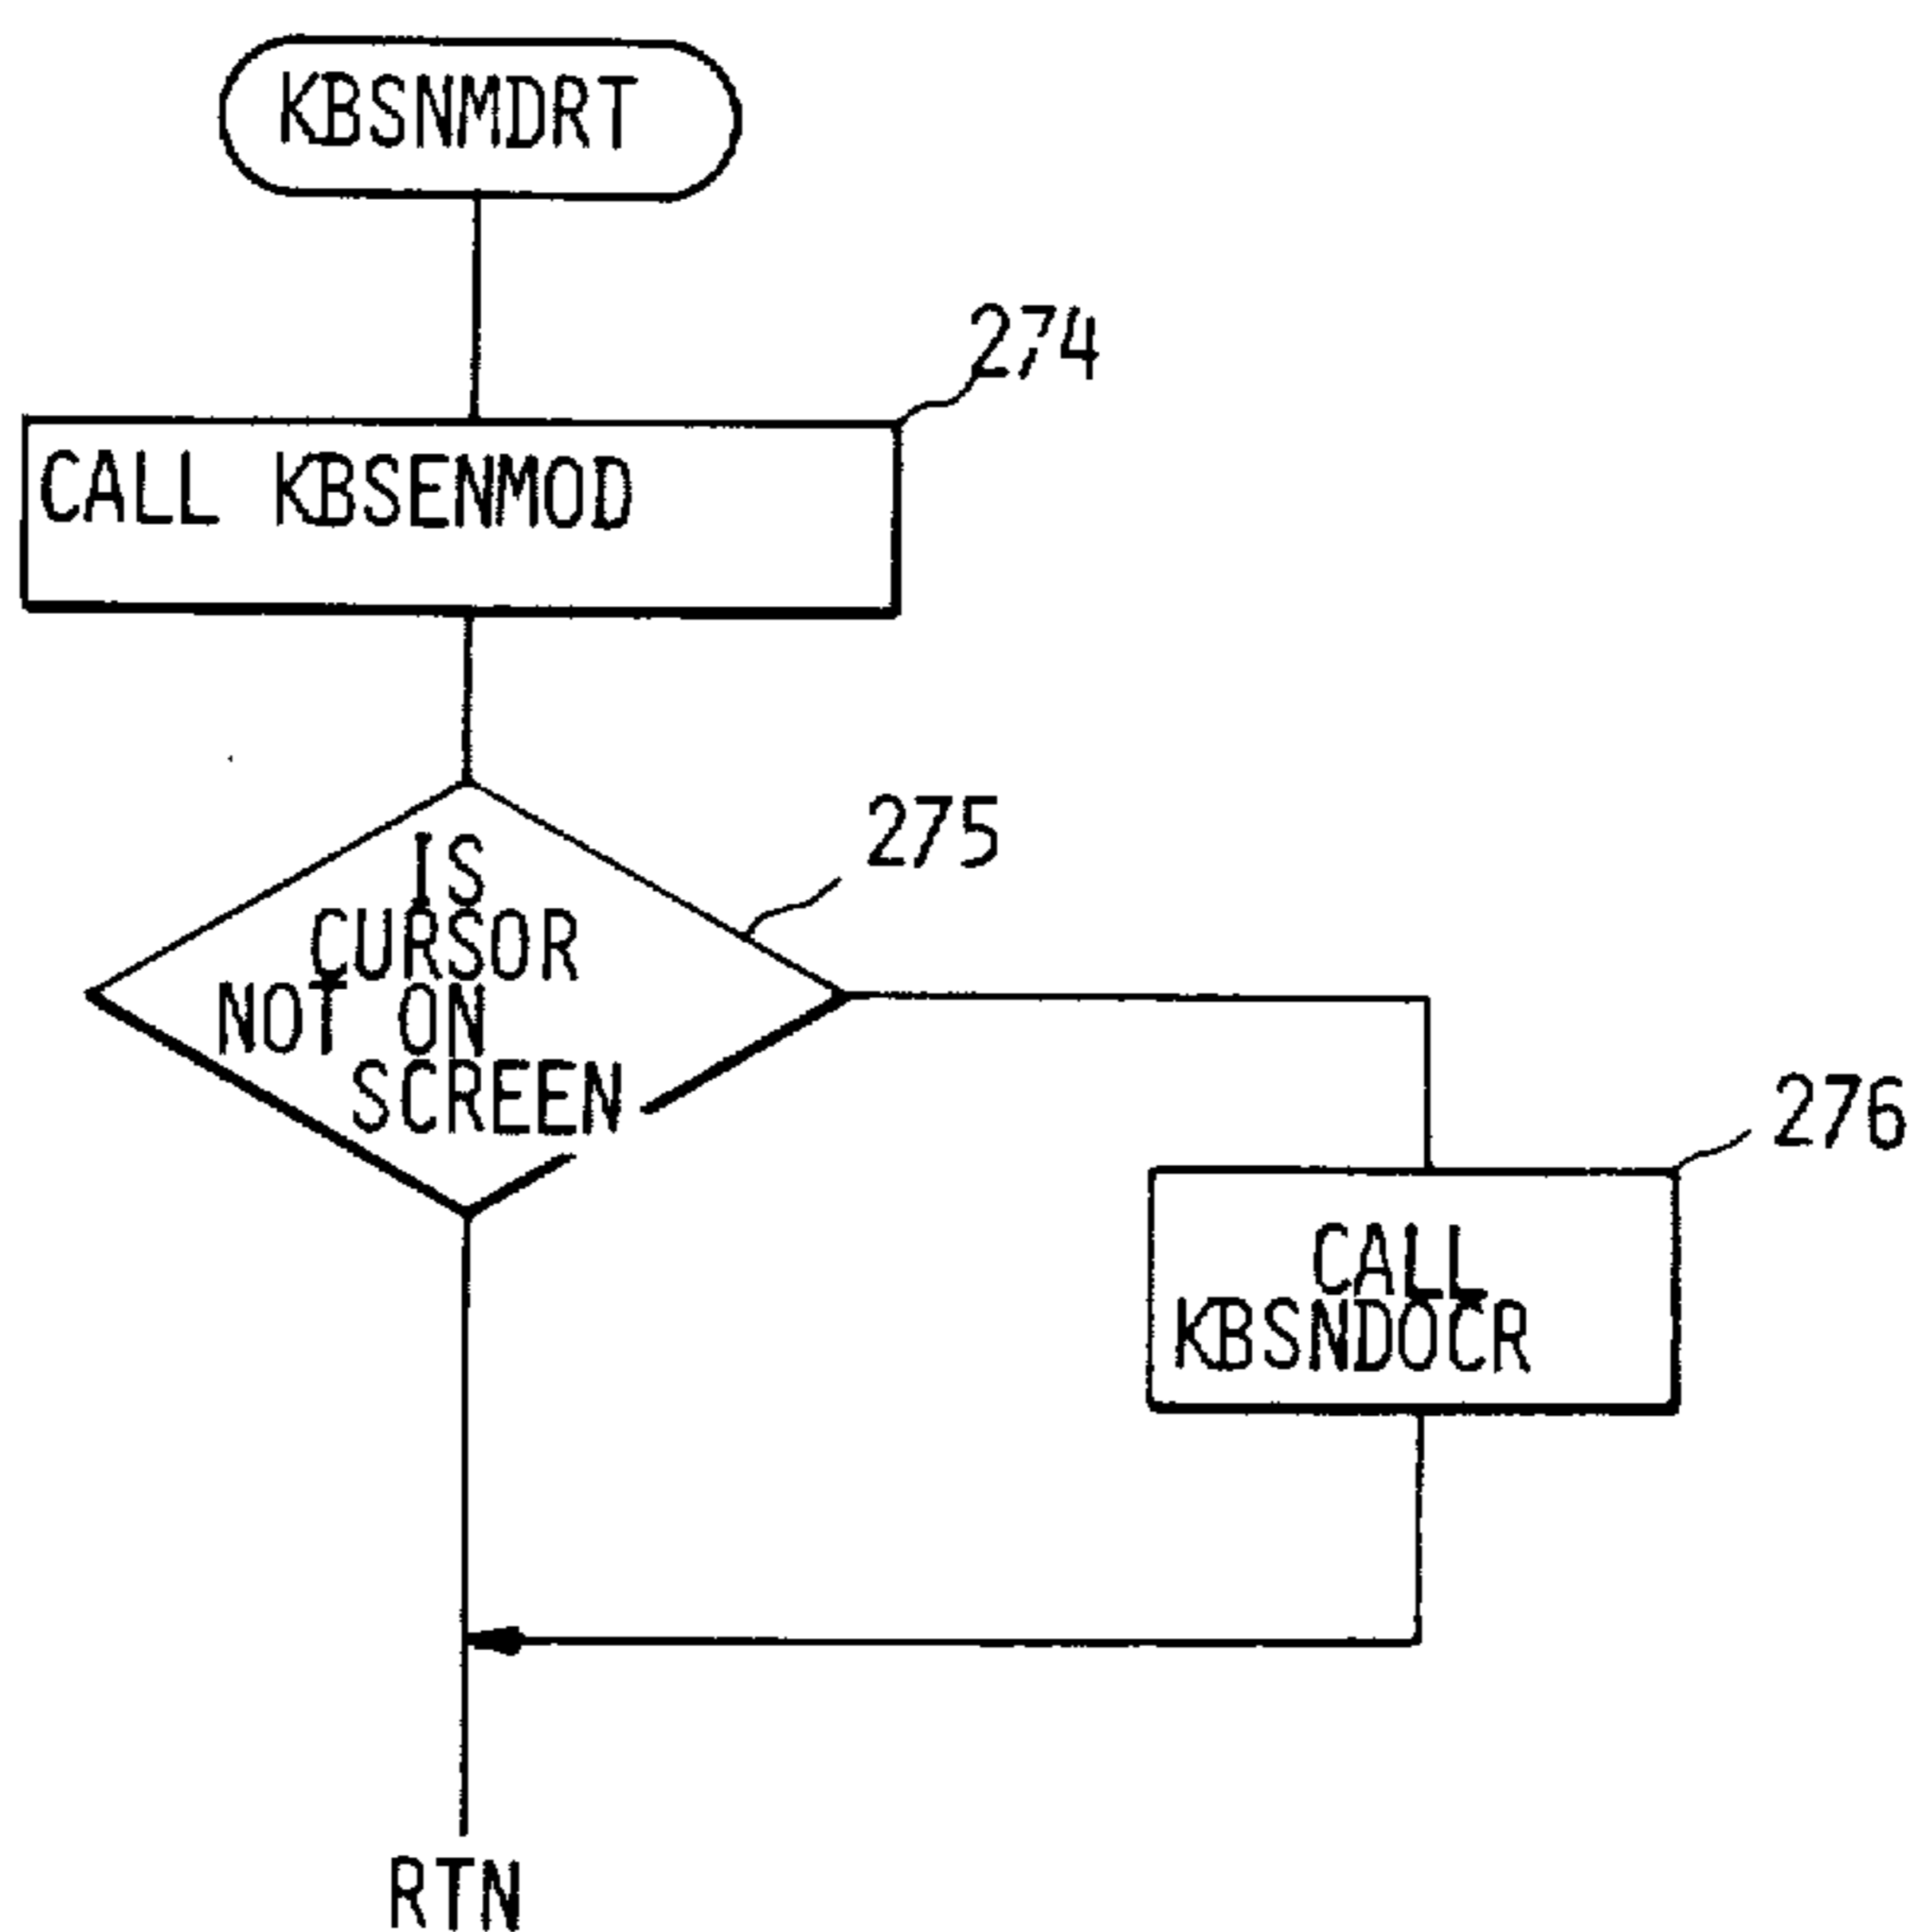 KBSNMDRT
274
CALL KBSENMOD
275
IS
CURSOR
NOT ON
SCREEN
276
CALL
KBSNDOCR
RTN